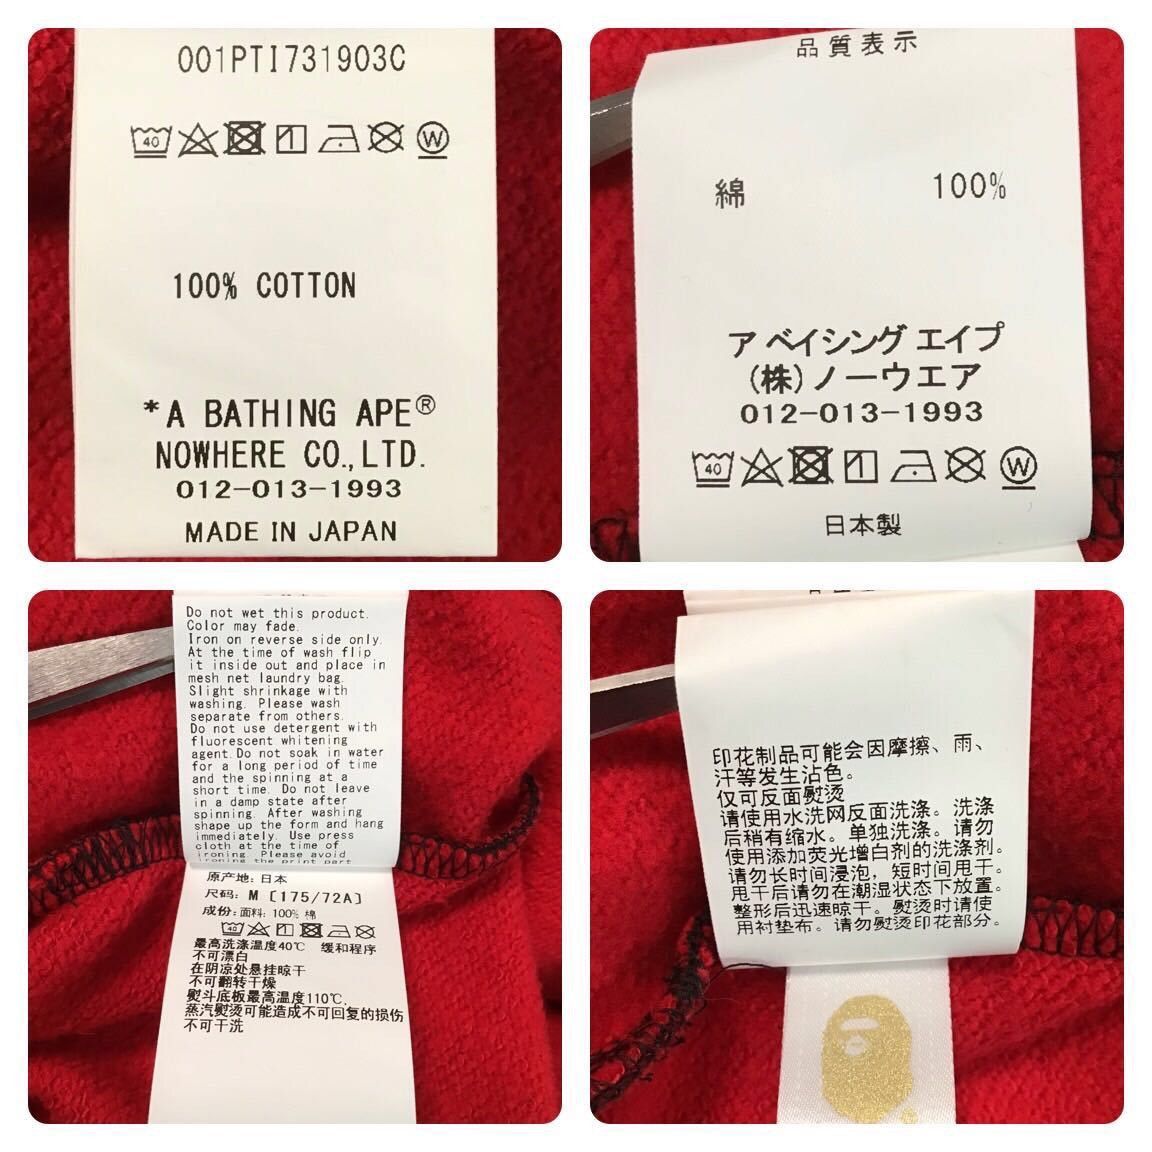 001PTI731903C
40
W
100% COTTON
*A BATHING APE®
NOWHERE CO.,LTD.
012-013-1993
MADE IN JAPAN
品質表示
綿 100%
ア ベイシング エイプ
(株)ノーウエア
012-013-1993
40
W
日本製
Do not wet this product.
Color may fade.
Iron on reverse side only.
At the time of wash flip
it inside out and place in
mesh net laundry bag.
Slight shrinkage with
washing. Please wash
separate from others.
Do not use detergent with
fluorescent whitening
agent.Do not soak in water
for a long period of time
and the spinning at a
short time. Do not leave
in a damp state after
spinning. After washing
shape up the form and hang
immediately. Use press
cloth at the time of
ironing. Please avoid
ironing the print part
原产地: 日本
尺码: M [175/72A]
成份: 面料: 100% 棉
40
最高洗涤温度40℃ 缓和程序
不可漂白
在阴凉处悬挂晾干
不可翻转干燥
熨斗底板最高温度110℃.
蒸汽熨烫可能造成不可回复的损伤
不可干洗
印花制品可能会因摩擦、雨、
汗等发生沾色。
仅可反面熨烫
请使用水洗网反面洗涤。洗涤
后稍有缩水。单独洗涤。请勿
使用添加荧光增白剂的洗涤剂。
请勿长时间浸泡，短时间甩干。
甩干后请勿在潮湿状态下放置。
整形后迅速晾干。熨烫时请使
用衬垫布。请勿熨烫印花部分。